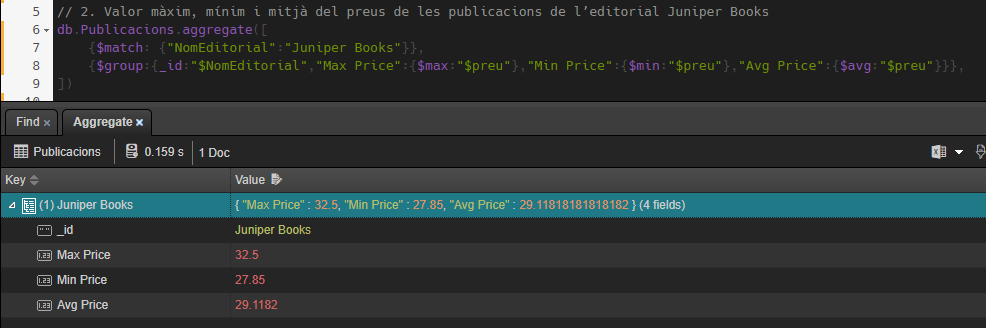 5 // 2. Valor màxim, mínim i mitjà del preus de les publicacions de l’editorial Juniper Books
6 db.Publicacions.aggregate([
7 {$match: {"NomEditorial":"Juniper Books"}},
8 {$group:{_id:"$NomEditorial","Max Price":{$max:"$preu"},"Min Price":{$min:"$preu"},"Avg Price":{$avg:"$preu"}}},
9 ])
10
Find × Aggregate ×
Publicacions 0.159 s 1 Doc
Key Value
(1) Juniper Books { "Max Price" : 32.5, "Min Price" : 27.85, "Avg Price" : 29.11818181818182 } (4 fields)
_id Juniper Books
Max Price 32.5
Min Price 27.85
Avg Price 29.1182